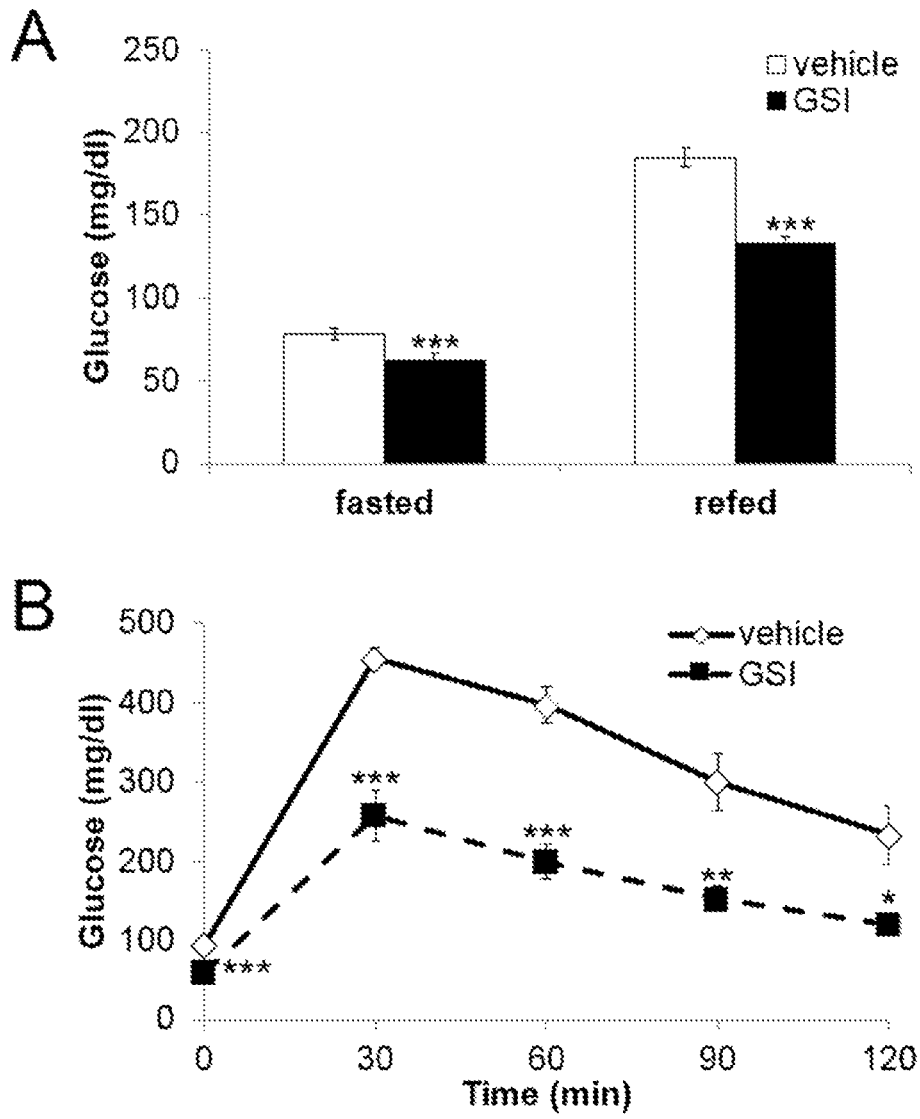 A
250
200
150
100
50
0
Glucose (mg/dl)
vehicle
GSI
***
***
fasted
refed
B
500
400
300
200
100
0
Glucose (mg/dl)
vehicle
GSI
***
***
***
**
*
0 30 60 90 120
Time (min)